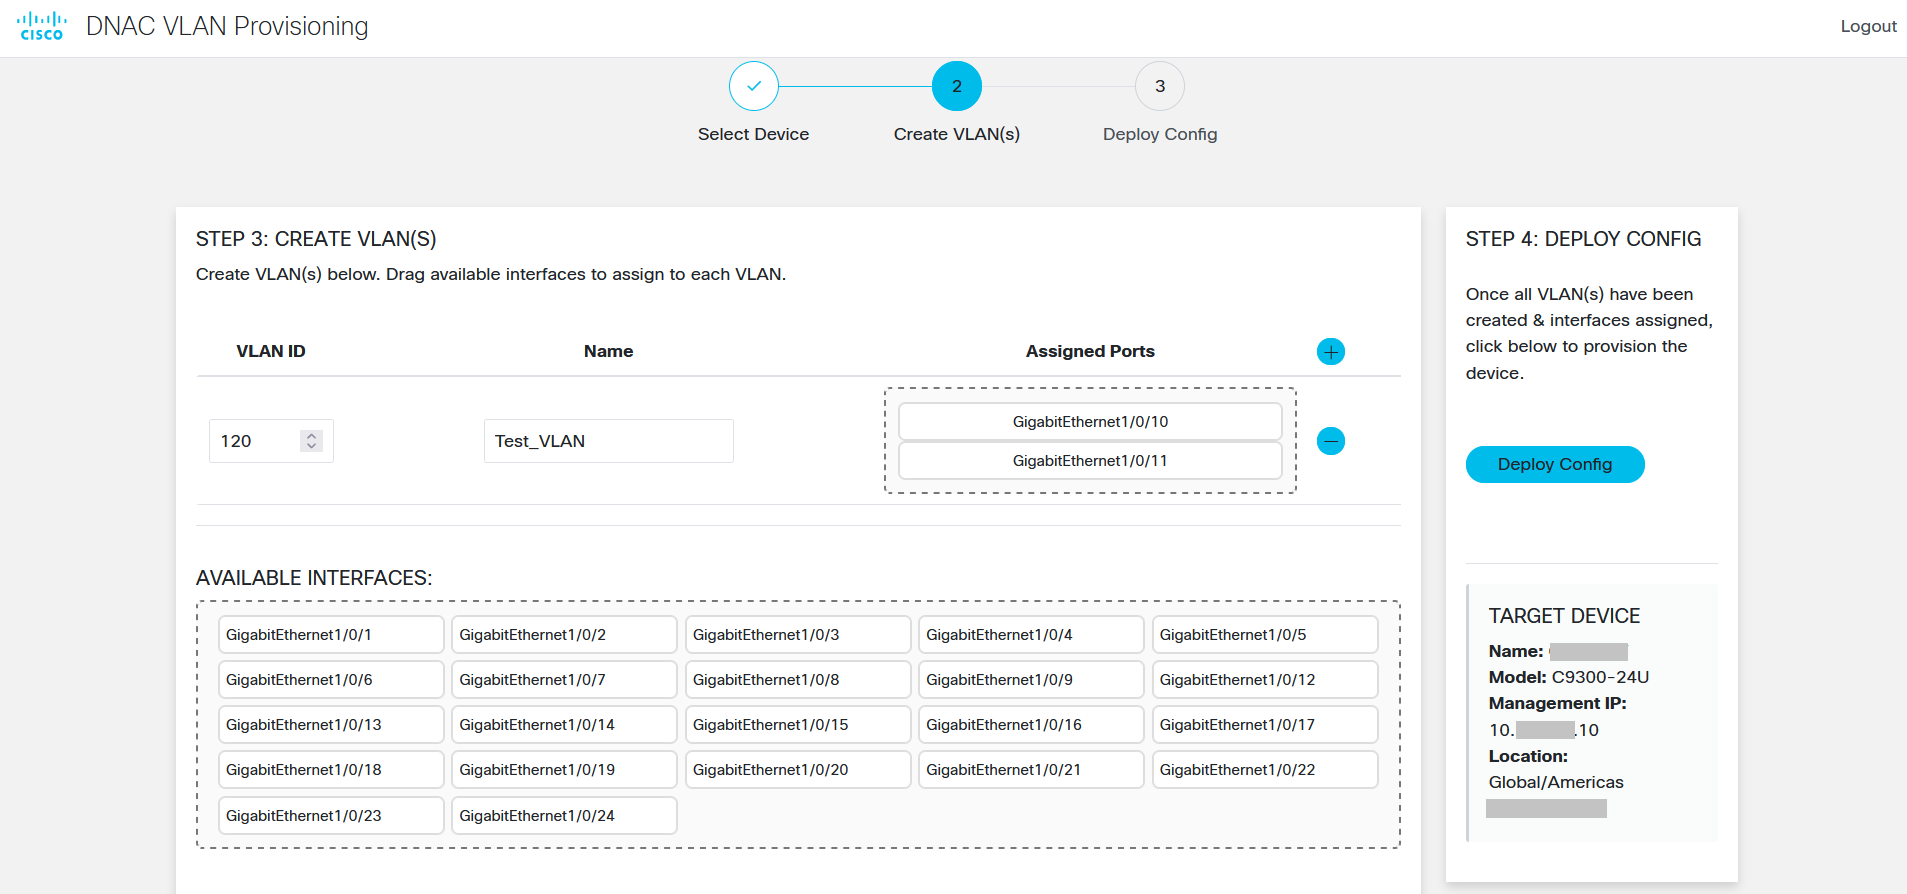 CISCO DNAC VLAN Provisioning Logout
2 3
Select Device Create VLAN(s) Deploy Config
STEP 3: CREATE VLAN(S)
Create VLAN(s) below. Drag available interfaces to assign to each VLAN.
VLAN ID Name Assigned Ports
120 Test_VLAN
GigabitEthernet1/0/10
GigabitEthernet1/0/11
AVAILABLE INTERFACES:
GigabitEthernet1/0/1 GigabitEthernet1/0/2 GigabitEthernet1/0/3 GigabitEthernet1/0/4 GigabitEthernet1/0/5
GigabitEthernet1/0/6 GigabitEthernet1/0/7 GigabitEthernet1/0/8 GigabitEthernet1/0/9 GigabitEthernet1/0/12
GigabitEthernet1/0/13 GigabitEthernet1/0/14 GigabitEthernet1/0/15 GigabitEthernet1/0/16 GigabitEthernet1/0/17
GigabitEthernet1/0/18 GigabitEthernet1/0/19 GigabitEthernet1/0/20 GigabitEthernet1/0/21 GigabitEthernet1/0/22
GigabitEthernet1/0/23 GigabitEthernet1/0/24
STEP 4: DEPLOY CONFIG
Once all VLAN(s) have been
created & interfaces assigned,
click below to provision the
device.
Deploy Config
TARGET DEVICE
Name:
Model: C9300-24U
Management IP:
10. .10
Location:
Global/Americas